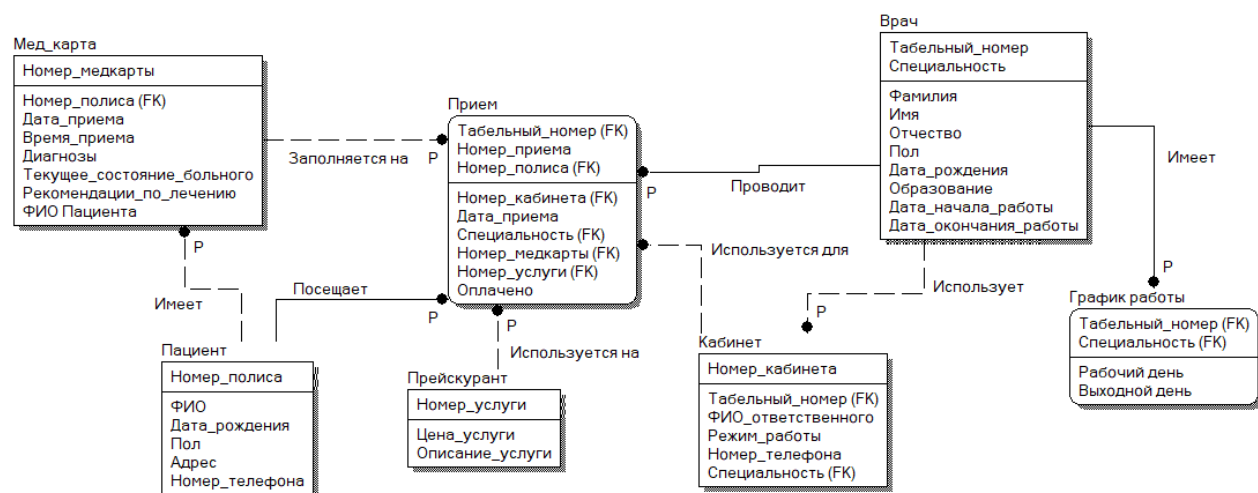 Мед_карта
Номер_медкарты
Номер_полиса (FK)
Дата_приема
Время_приема
Диагнозы
Текущее_состояние_больного
Рекомендации_по_лечению
ФИО Пациента
Заполняется на
P
Прием
Табельный_номер (FK)
Номер_приема
Номер_полиса (FK)
Номер_кабинета (FK)
Дата_приема
Специальность (FK)
Номер_медкарты (FK)
Номер_услуги (FK)
Оплачено
P
Проводит
Врач
Табельный_номер
Специальность
Фамилия
Имя
Отчество
Пол
Дата_рождения
Образование
Дата_начала_работы
Дата_окончания_работы
Имеет
P
График работы
Табельный_номер (FK)
Специальность (FK)
Рабочий день
Выходной день
P
Имеет
Посещает
P
P
Используется на
Используется для
Использует
P
Пациент
Номер_полиса
ФИО
Дата_рождения
Пол
Адрес
Номер_телефона
Прейскурант
Номер_услуги
Цена_услуги
Описание_услуги
Кабинет
Номер_кабинета
Табельный_номер (FK)
ФИО_ответственного
Режим_работы
Номер_телефона
Специальность (FK)